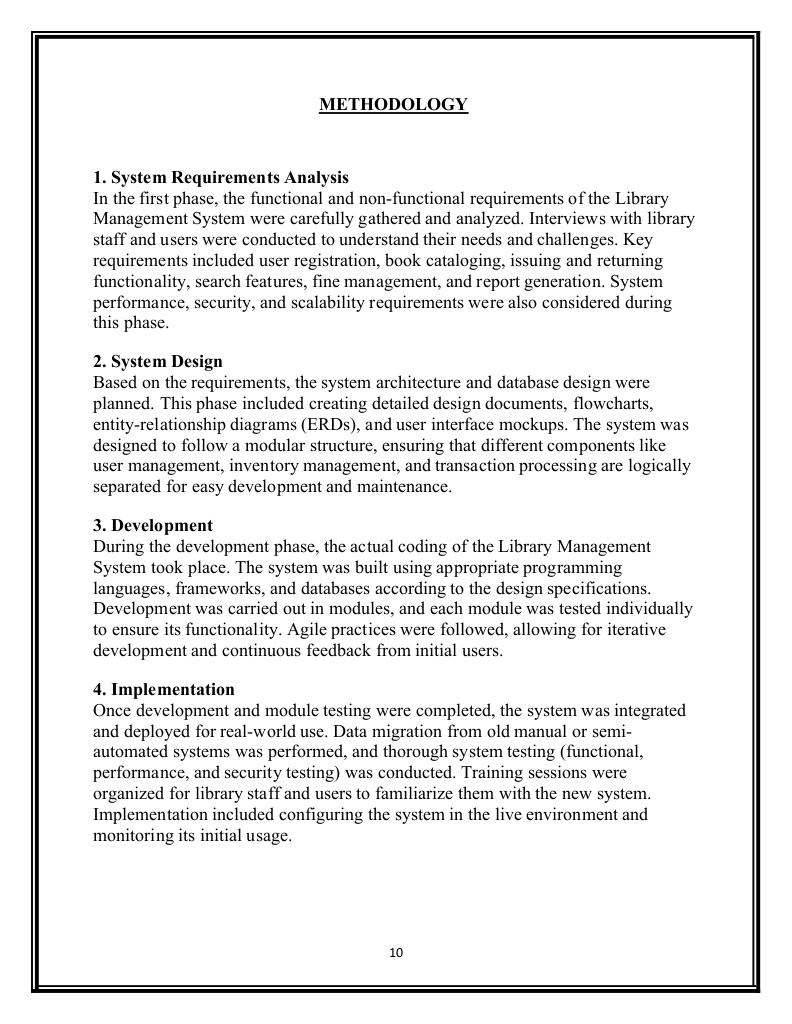 METHODOLOGY
1. System Requirements Analysis
In the first phase, the functional and non-functional requirements of the Library
Management System were carefully gathered and analyzed. Interviews with library
staff and users were conducted to understand their needs and challenges. Key
requirements included user registration, book cataloging, issuing and returning
functionality, search features, fine management, and report generation. System
performance, security, and scalability requirements were also considered during
this phase.
2. System Design
Based on the requirements, the system architecture and database design were
planned. This phase included creating detailed design documents, flowcharts,
entity-relationship diagrams (ERDs), and user interface mockups. The system was
designed to follow a modular structure, ensuring that different components like
user management, inventory management, and transaction processing are logically
separated for easy development and maintenance.
3. Development
During the development phase, the actual coding of the Library Management
System took place. The system was built using appropriate programming
languages, frameworks, and databases according to the design specifications.
Development was carried out in modules, and each module was tested individually
to ensure its functionality. Agile practices were followed, allowing for iterative
development and continuous feedback from initial users.
4. Implementation
Once development and module testing were completed, the system was integrated
and deployed for real-world use. Data migration from old manual or semi-
automated systems was performed, and thorough system testing (functional,
performance, and security testing) was conducted. Training sessions were
organized for library staff and users to familiarize them with the new system.
Implementation included configuring the system in the live environment and
monitoring its initial usage.
10